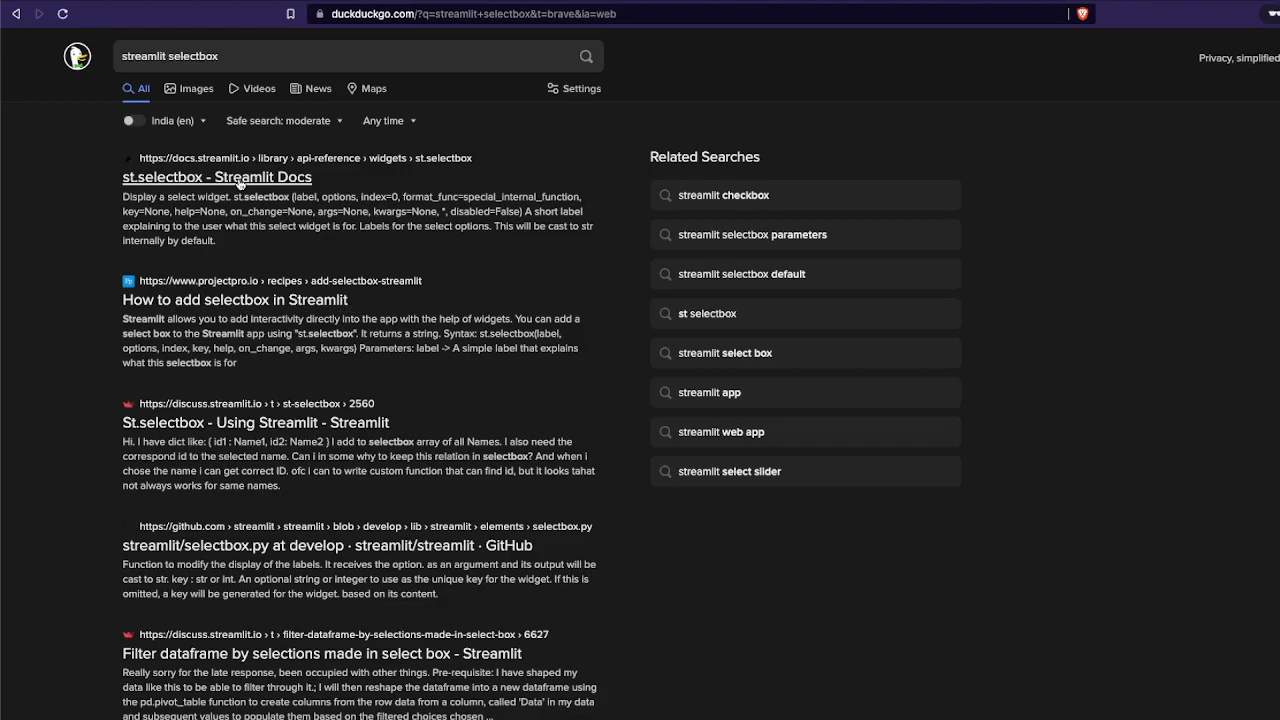 duckduckgo.com/?q=streamlit+selectbox&t=brave&ia=web
streamlit selectbox
Privacy, simplified
All Images Videos News Maps Settings
India (en) Safe search: moderate Any time
https://docs.streamlit.io › library › api-reference › widgets › st.selectbox
st.selectbox - Streamlit Docs
Display a select widget. st.selectbox (label, options, index=0, format_func=special_internal_function,
key=None, help=None, on_change=None, args=None, kwargs=None, *, disabled=False) A short label
explaining to the user what this select widget is for. Labels for the select options. This will be cast to str
internally by default.
https://www.projectpro.io › recipes › add-selectbox-streamlit
How to add selectbox in Streamlit
Streamlit allows you to add interactivity directly into the app with the help of widgets. You can add a
select box to the Streamlit app using "st.selectbox". It returns a string. Syntax: st.selectbox(label,
options, index, key, help, on_change, args, kwargs) Parameters: label -> A simple label that explains
what this selectbox is for
https://discuss.streamlit.io › t › st-selectbox › 2560
St.selectbox - Using Streamlit - Streamlit
Hi. I have dict like: { id1 : Name1, id2: Name2 } I add to selectbox array of all Names. I also need the
correspond id to the selected name. Can i in some why to keep this relation in selectbox? And when i
chose the name i can get correct ID. ofc i can to write custom function that can find id, but it looks tahat
not always works for same names.
https://github.com › streamlit › streamlit › blob › develop › lib › streamlit › elements › selectbox.py
streamlit/selectbox.py at develop · streamlit/streamlit · GitHub
Function to modify the display of the labels. It receives the option. as an argument and its output will be
cast to str. key : str or int. An optional string or integer to use as the unique key for the widget. If this is
omitted, a key will be generated for the widget. based on its content.
https://discuss.streamlit.io › t › filter-dataframe-by-selections-made-in-select-box › 6627
Filter dataframe by selections made in select box - Streamlit
Really sorry for the late response, been occupied with other things. Pre-requisite: I have shaped my
data like this to be able to filter through it.; I will then reshape the dataframe into a new dataframe using
the pd.pivot_table function to create columns from the row data from a column, called 'Data' in my data
and subsequent values to populate them based on the filtered choices chosen ...
Related Searches
streamlit checkbox
streamlit selectbox parameters
streamlit selectbox default
st selectbox
streamlit select box
streamlit app
streamlit web app
streamlit select slider